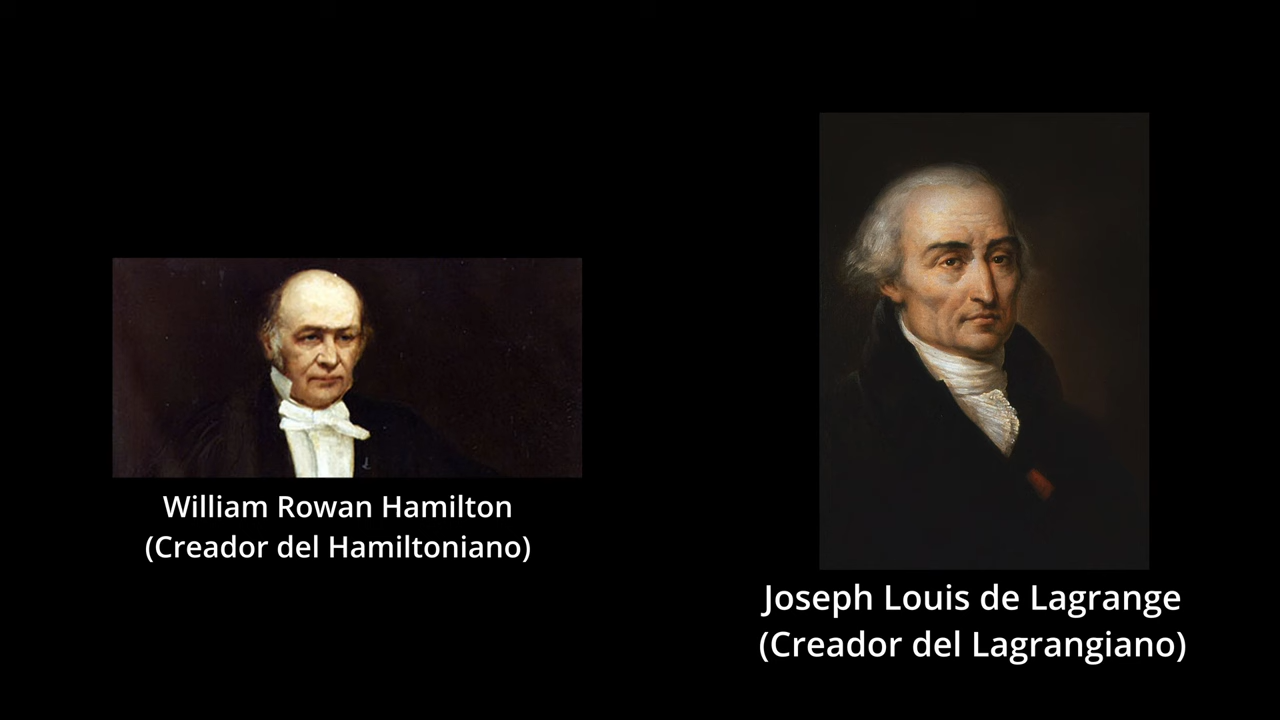 William Rowan Hamilton
(Creador del Hamiltoniano)
Joseph Louis de Lagrange
(Creador del Lagrangiano)